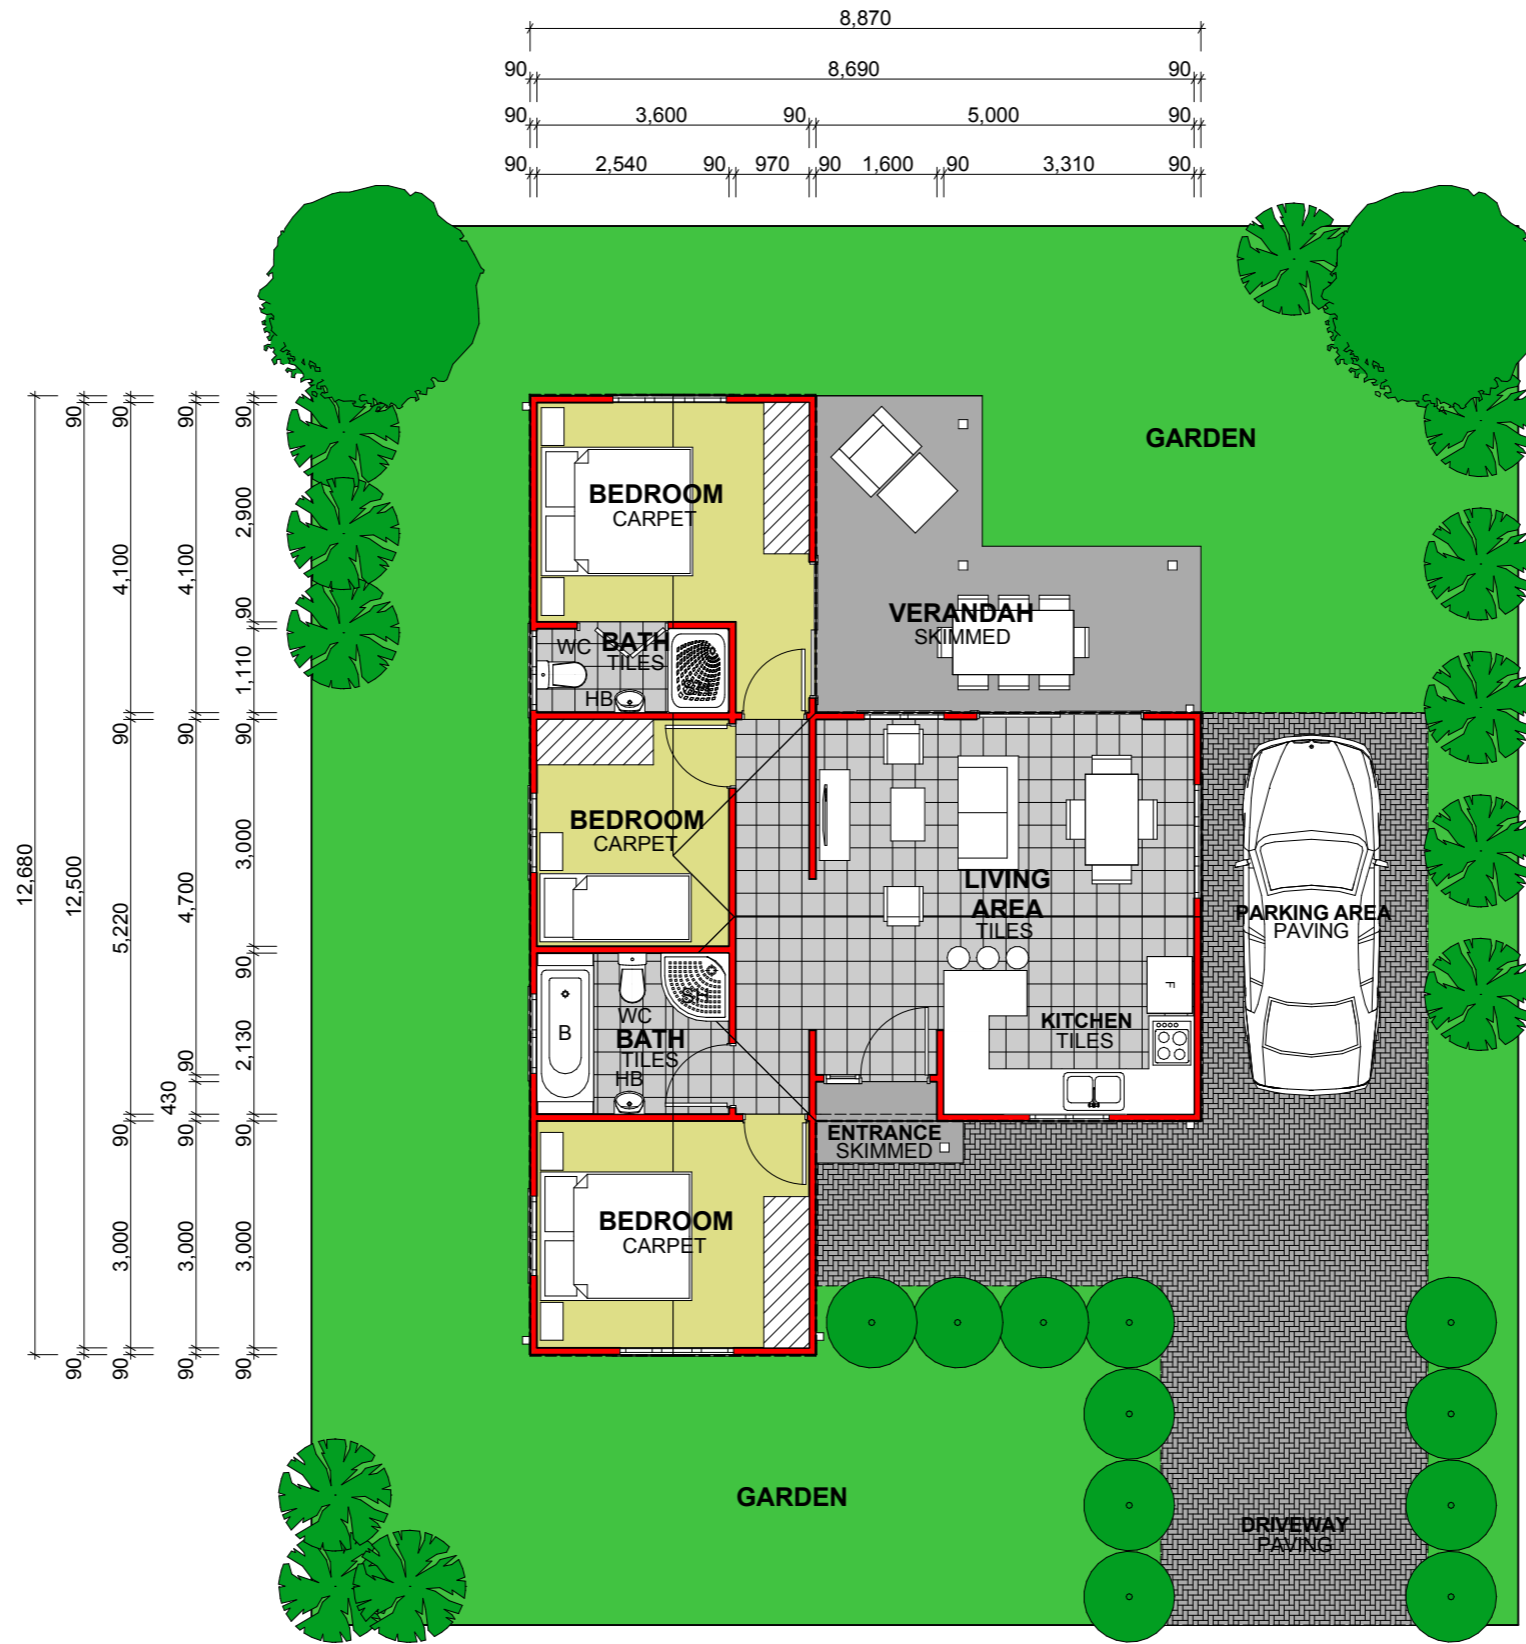 8,870
90 8,690 90
90 3,600 90 5,000 90
90 2,540 90 970 90 1,600 90 3,310 90
12,680
90 12,500 90
90 4,100 90 5,220 90 3,000 90
90 4,100 90 4,700 90 430 90 3,000 90
90 2,900 90 1,110 90 3,000 90 2,130 90 3,000 90
GARDEN
BEDROOM
CARPET
VERANDAH
SKIMMED
WC
BATH
TILES
HB
BEDROOM
CARPET
LIVING
AREA
TILES
PARKING AREA
PAVING
F
SH
B
WC
BATH
TILES
HB
KITCHEN
TILES
ENTRANCE
SKIMMED
BEDROOM
CARPET
GARDEN
DRIVEWAY
PAVING